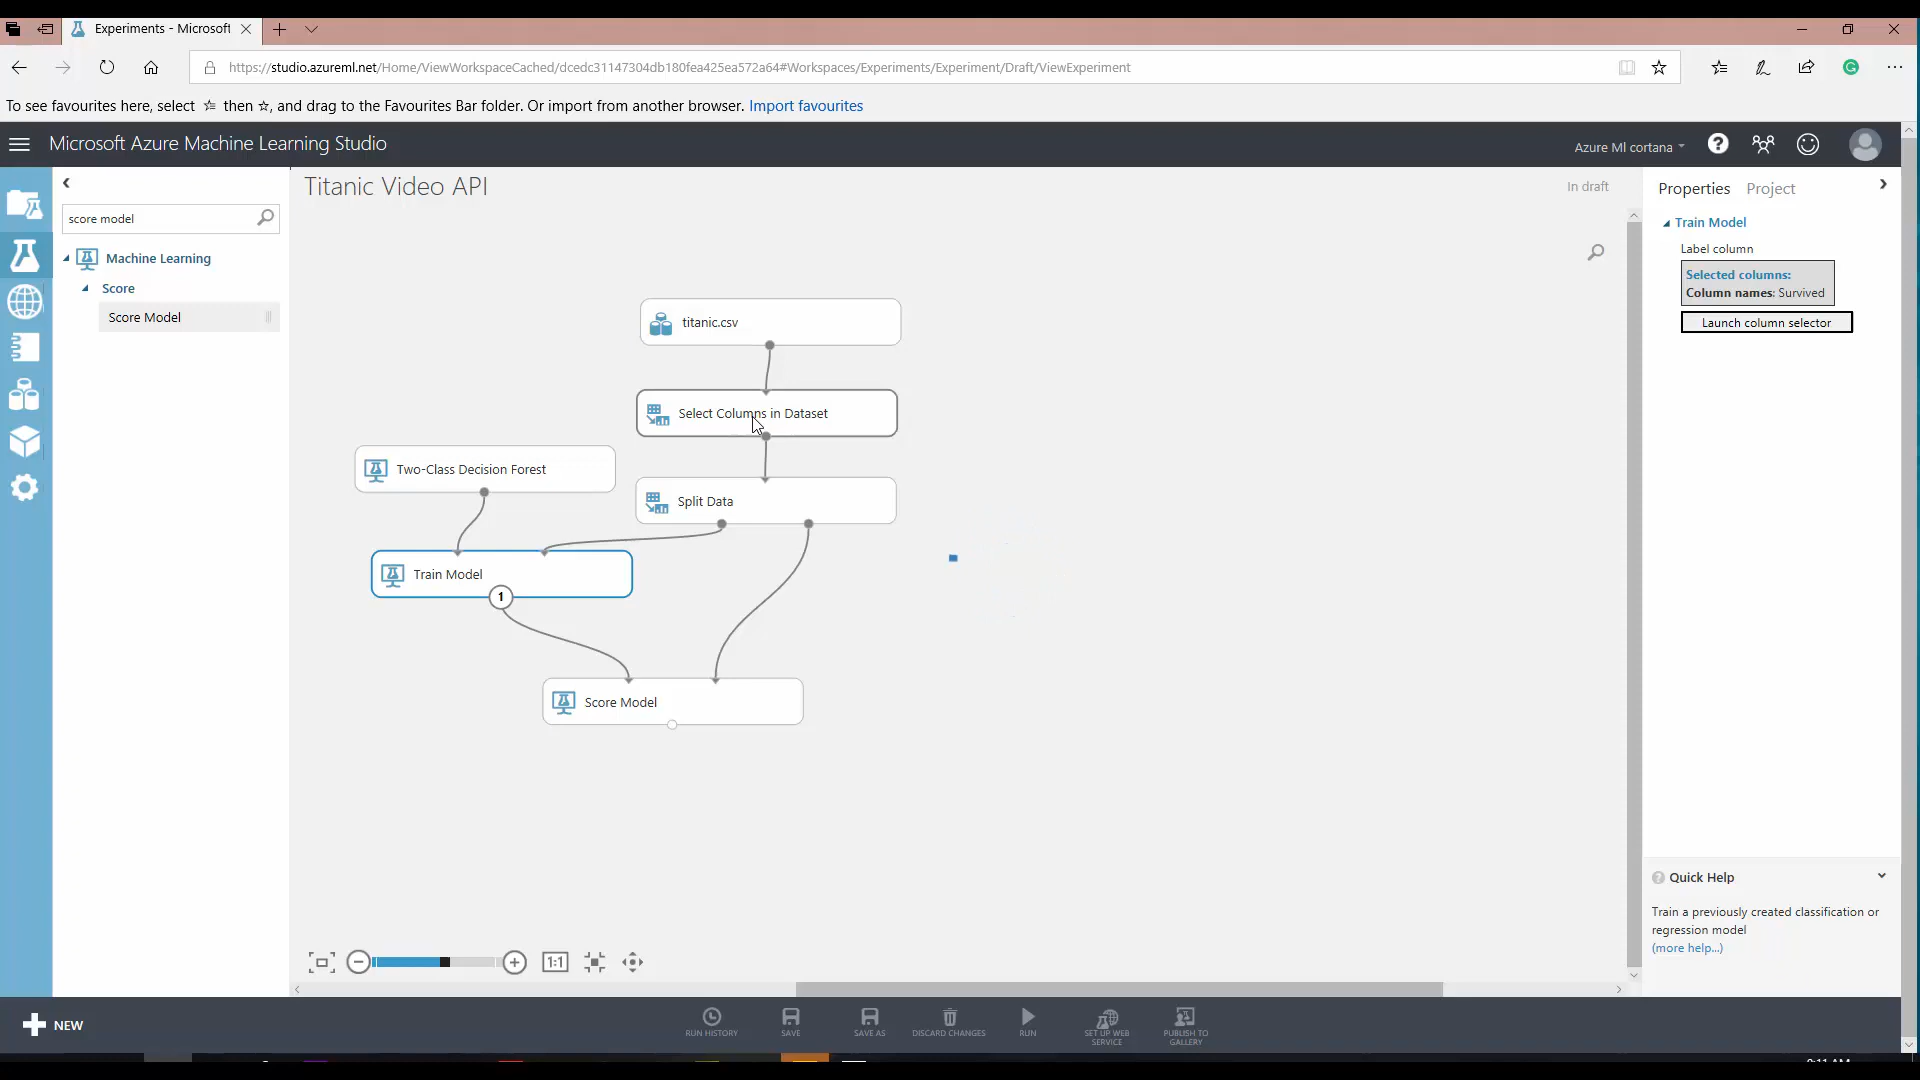 Experiments - Microsoft
https://studio.azureml.net/Home/ViewWorkspaceCached/dcedc31147304db180fea425ea572a64#Workspaces/Experiments/Experiment/Draft/ViewExperiment
To see favourites here, select then ☆, and drag to the Favourites Bar folder. Or import from another browser. Import favourites
Microsoft Azure Machine Learning Studio
Azure Ml cortana
Titanic Video API
In draft
score model
Machine Learning
Score
Score Model
titanic.csv
Select Columns in Dataset
Two-Class Decision Forest
Split Data
Train Model
1
Score Model
Properties Project
Train Model
Label column
Selected columns:
Column names: Survived
Launch column selector
Quick Help
Train a previously created classification or
regression model
(more help...)
1:1
NEW
RUN HISTORY
SAVE
SAVE AS
DISCARD CHANGES
RUN
SET UP WEB
SERVICE
PUBLISH TO
GALLERY